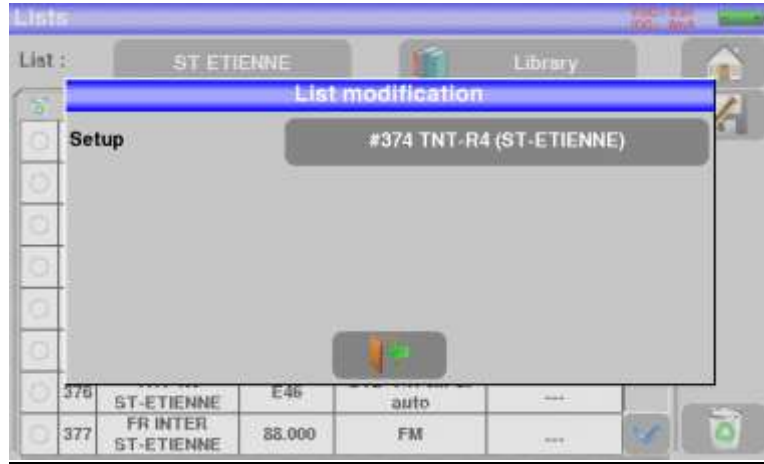 Lists
List : ST ETIENNE Library
List modification
Setup #374 TNT-R4 (ST-ETIENNE)
376 ST-ETIENNE E46 auto ---
377 FR INTER ST-ETIENNE 88.000 FM ---